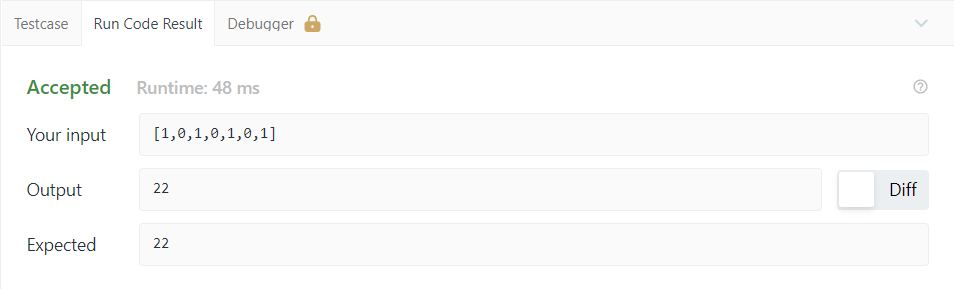 Testcase Run Code Result Debugger
Accepted Runtime: 48 ms
Your input [1,0,1,0,1,0,1]
Output 22 Diff
Expected 22